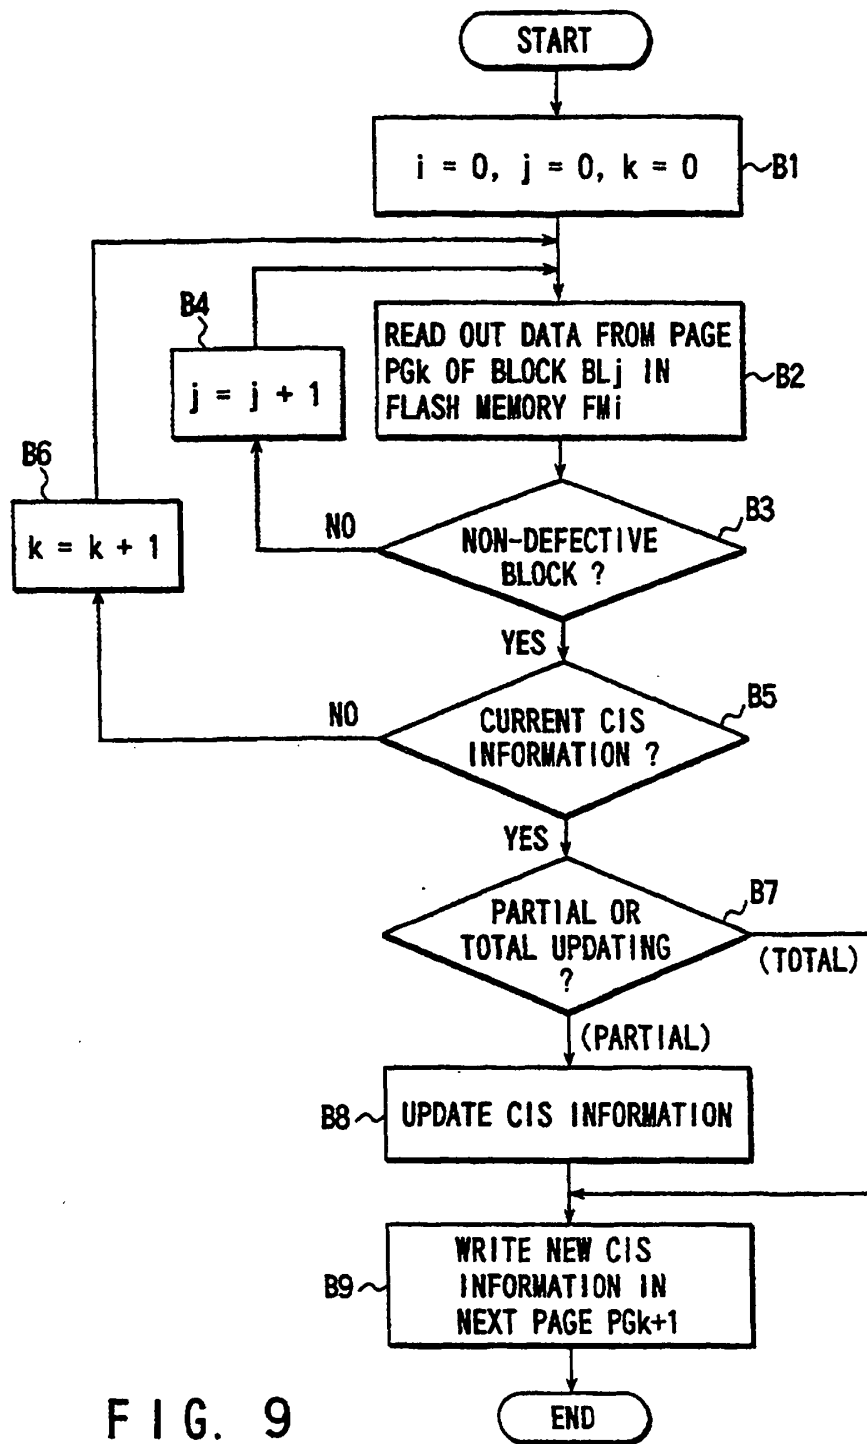 START
i = 0, j = 0, k = 0
B1
B4
j = j + 1
READ OUT DATA FROM PAGE
PGk OF BLOCK BLj IN
FLASH MEMORY FMi
B2
B6
k = k + 1
NO
NON-DEFECTIVE
BLOCK ?
B3
YES
NO
CURRENT CIS
INFORMATION ?
B5
YES
PARTIAL OR
TOTAL UPDATING
?
B7
(TOTAL)
(PARTIAL)
B8
UPDATE CIS INFORMATION
B9
WRITE NEW CIS
INFORMATION IN
NEXT PAGE PGk+1
END
FIG. 9